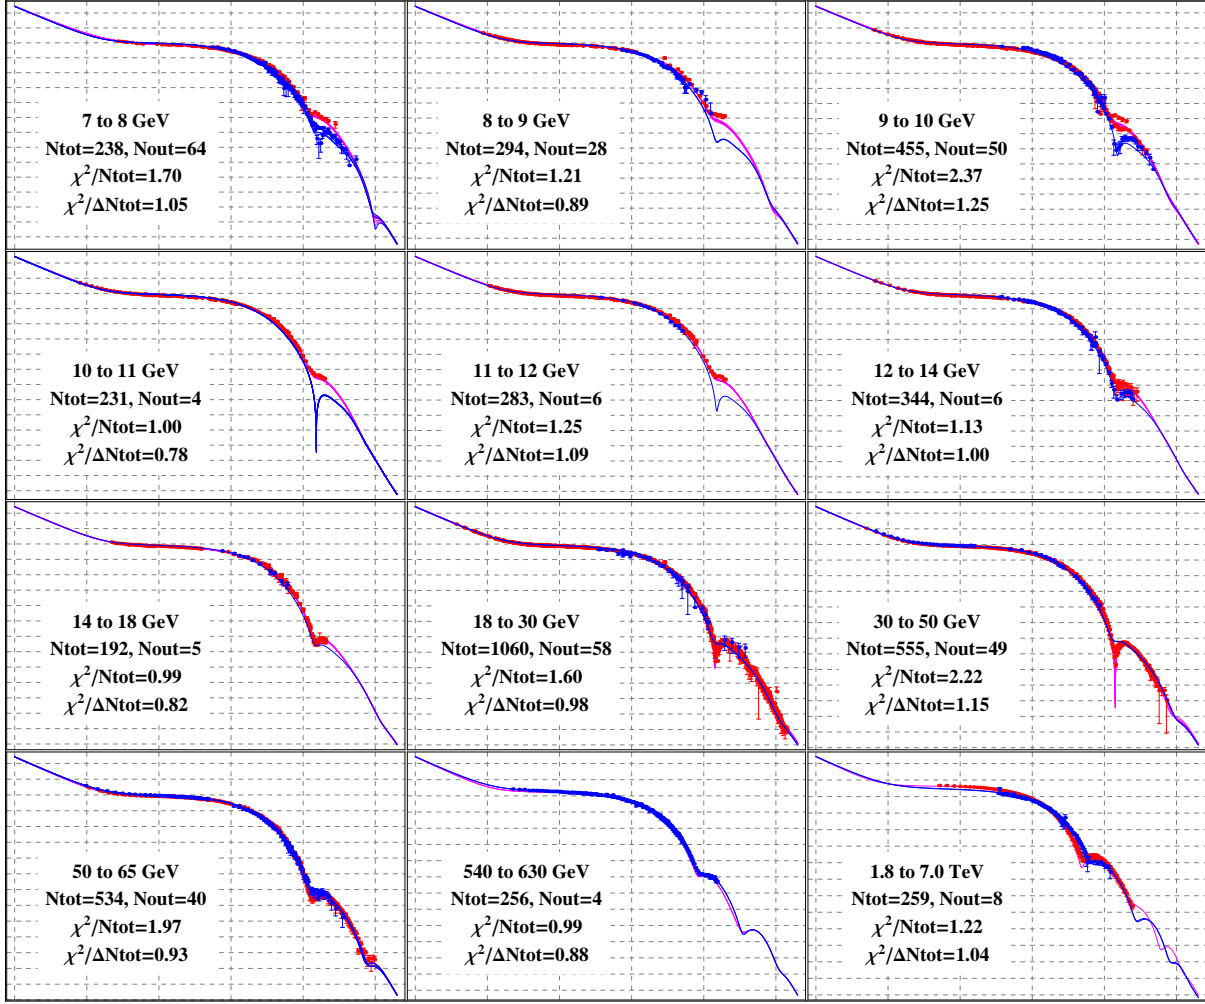 7 to 8 GeV
Ntot=238, Nout=64
χ²/Ntot=1.70
χ²/ΔNtot=1.05
8 to 9 GeV
Ntot=294, Nout=28
χ²/Ntot=1.21
χ²/ΔNtot=0.89
9 to 10 GeV
Ntot=455, Nout=50
χ²/Ntot=2.37
χ²/ΔNtot=1.25
10 to 11 GeV
Ntot=231, Nout=4
χ²/Ntot=1.00
χ²/ΔNtot=0.78
11 to 12 GeV
Ntot=283, Nout=6
χ²/Ntot=1.25
χ²/ΔNtot=1.09
12 to 14 GeV
Ntot=344, Nout=6
χ²/Ntot=1.13
χ²/ΔNtot=1.00
14 to 18 GeV
Ntot=192, Nout=5
χ²/Ntot=0.99
χ²/ΔNtot=0.82
18 to 30 GeV
Ntot=1060, Nout=58
χ²/Ntot=1.60
χ²/ΔNtot=0.98
30 to 50 GeV
Ntot=555, Nout=49
χ²/Ntot=2.22
χ²/ΔNtot=1.15
50 to 65 GeV
Ntot=534, Nout=40
χ²/Ntot=1.97
χ²/ΔNtot=0.93
540 to 630 GeV
Ntot=256, Nout=4
χ²/Ntot=0.99
χ²/ΔNtot=0.88
1.8 to 7.0 TeV
Ntot=259, Nout=8
χ²/Ntot=1.22
χ²/ΔNtot=1.04